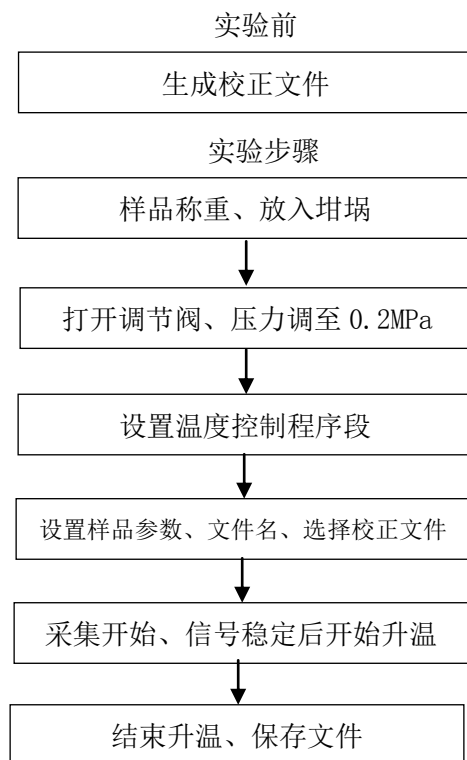 实验前
生成校正文件
实验步骤
样品称重、放入坩埚
打开调节阀、压力调至 0.2MPa
设置温度控制程序段
设置样品参数、文件名、选择校正文件
采集开始、信号稳定后开始升温
结束升温、保存文件